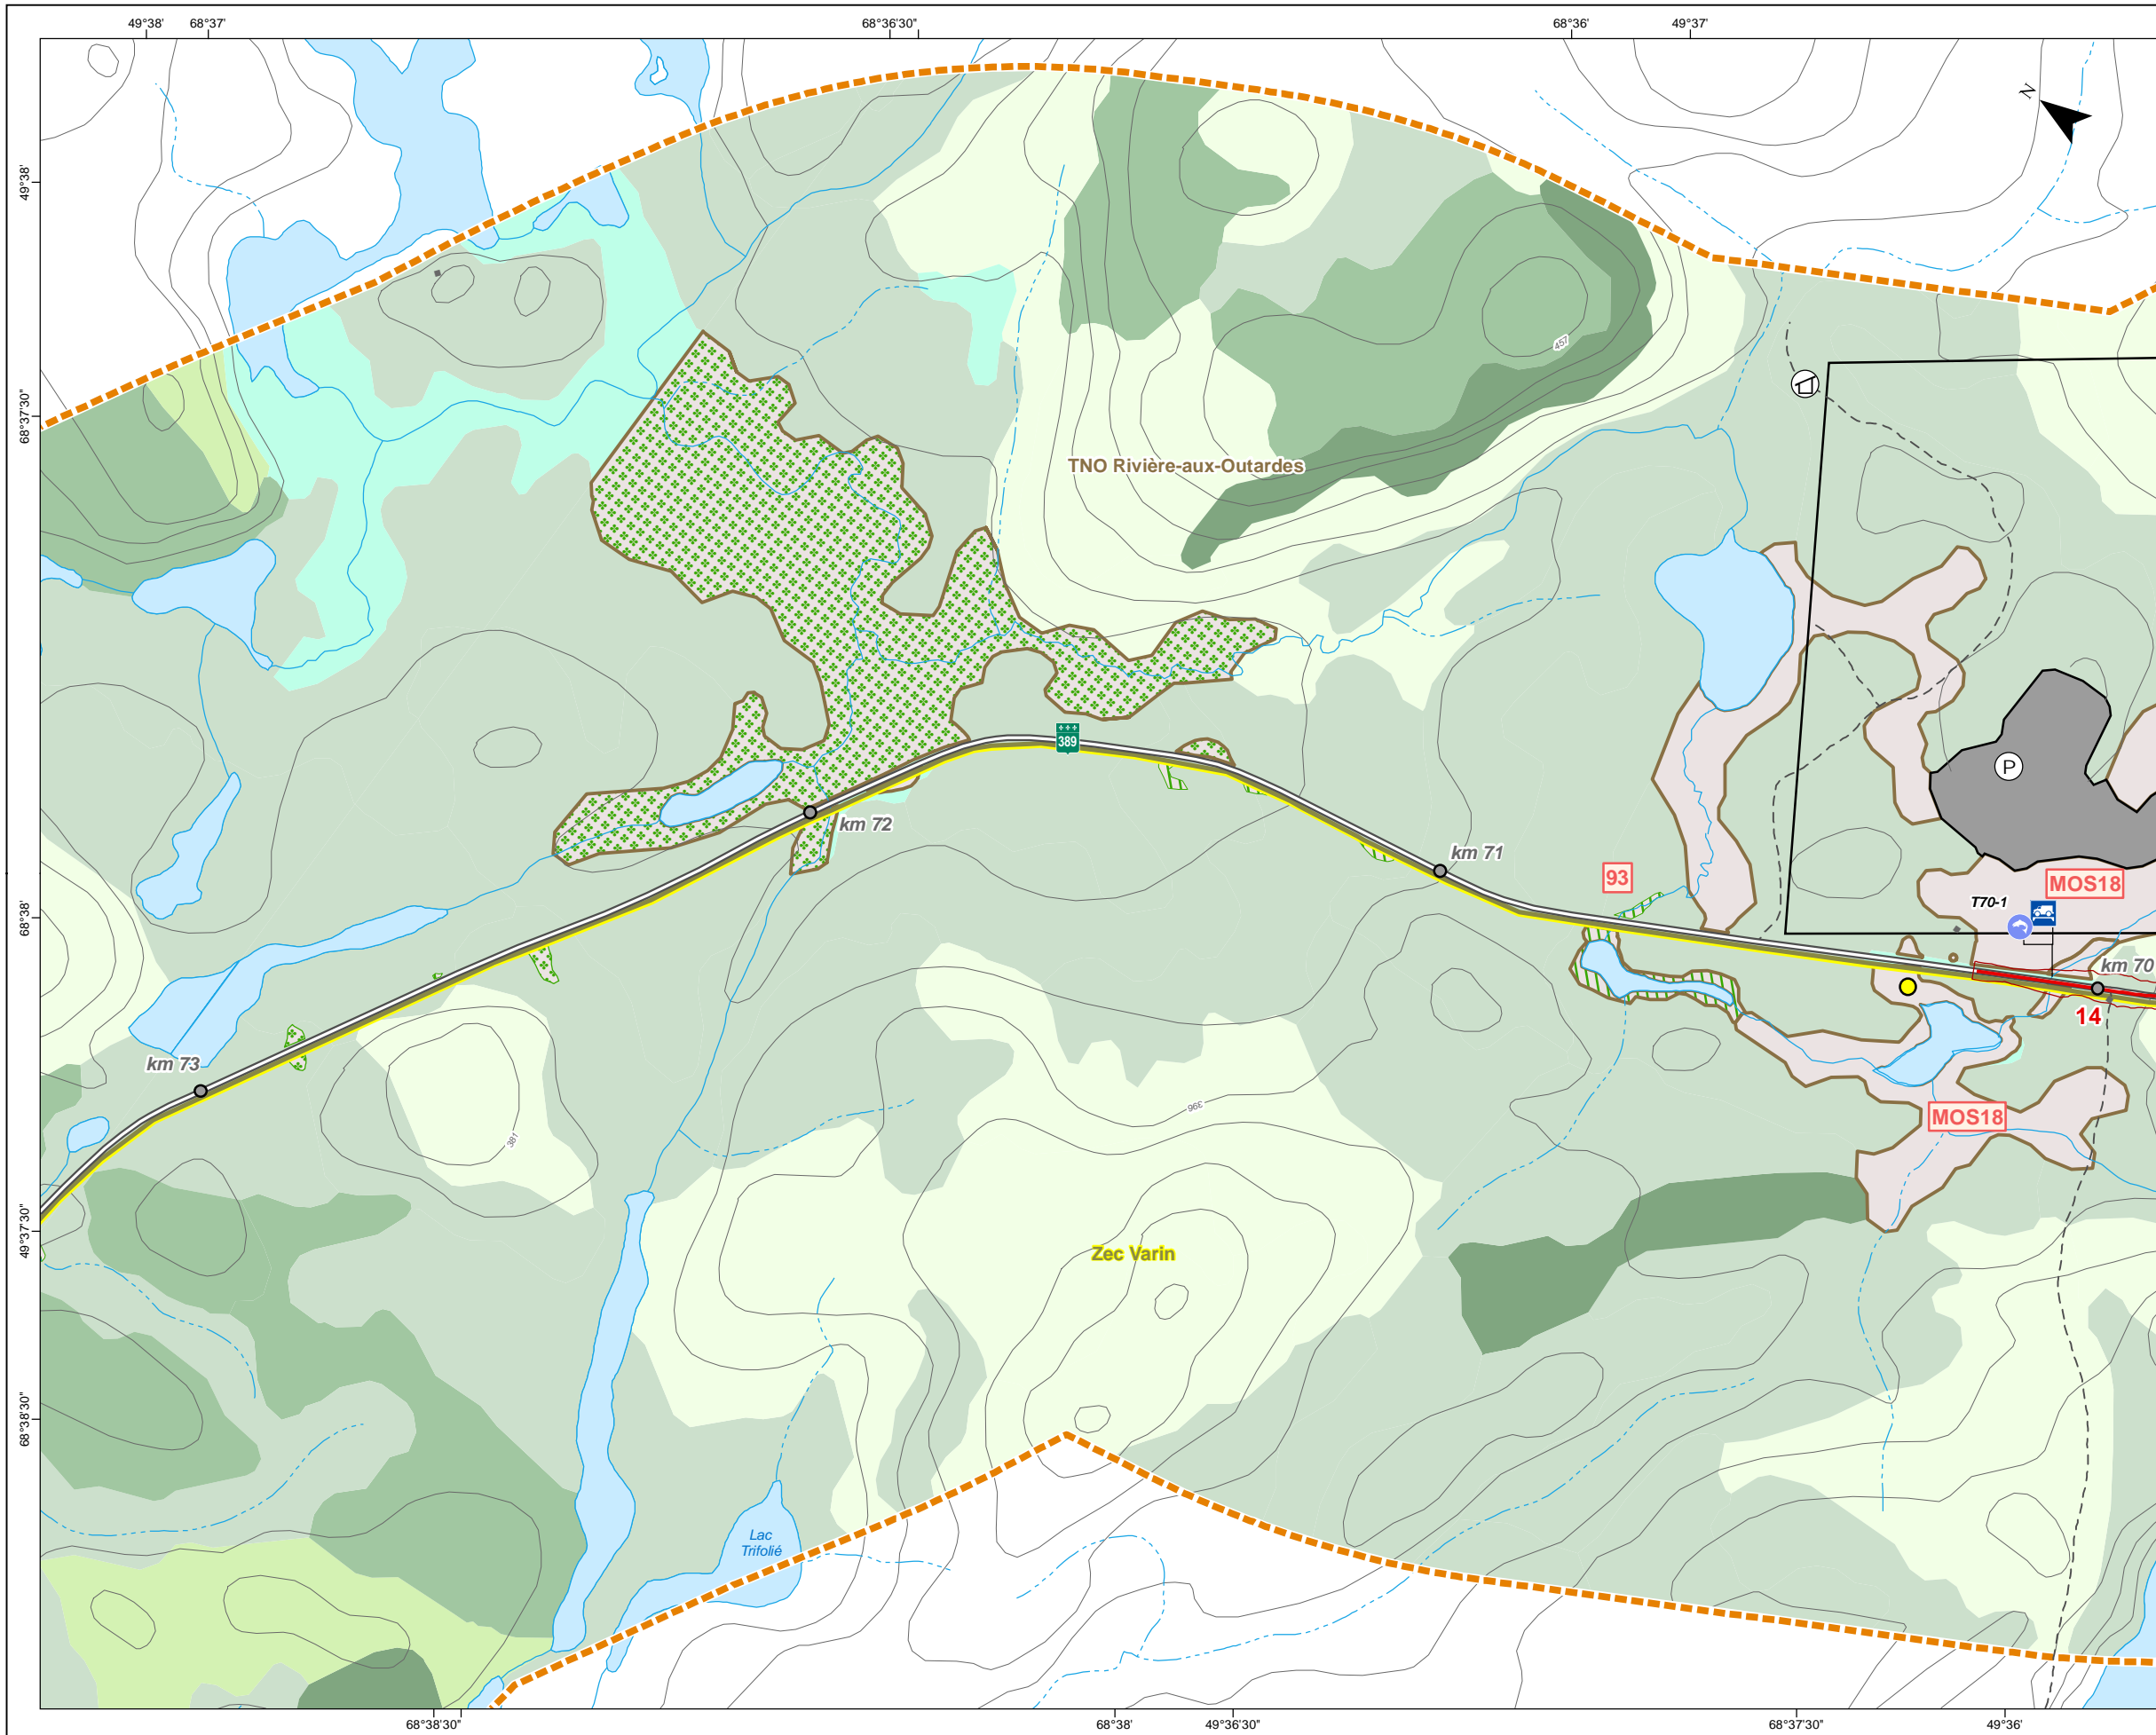 49°38'
68°37'
68°36'30"
68°36'
49°37'
N
49°38'
68°37'30"
68°38'
49°37'30"
68°38'30"
457
TNO Rivière-aux-Outardes
389
km 72
km 71
P
93
MOS18
T70-1
km 70
14
km 73
MOS18
396
381
Zec Varin
Lac
Trifolié
68°38'30"
68°38'
49°36'30"
68°37'30"
49°36'